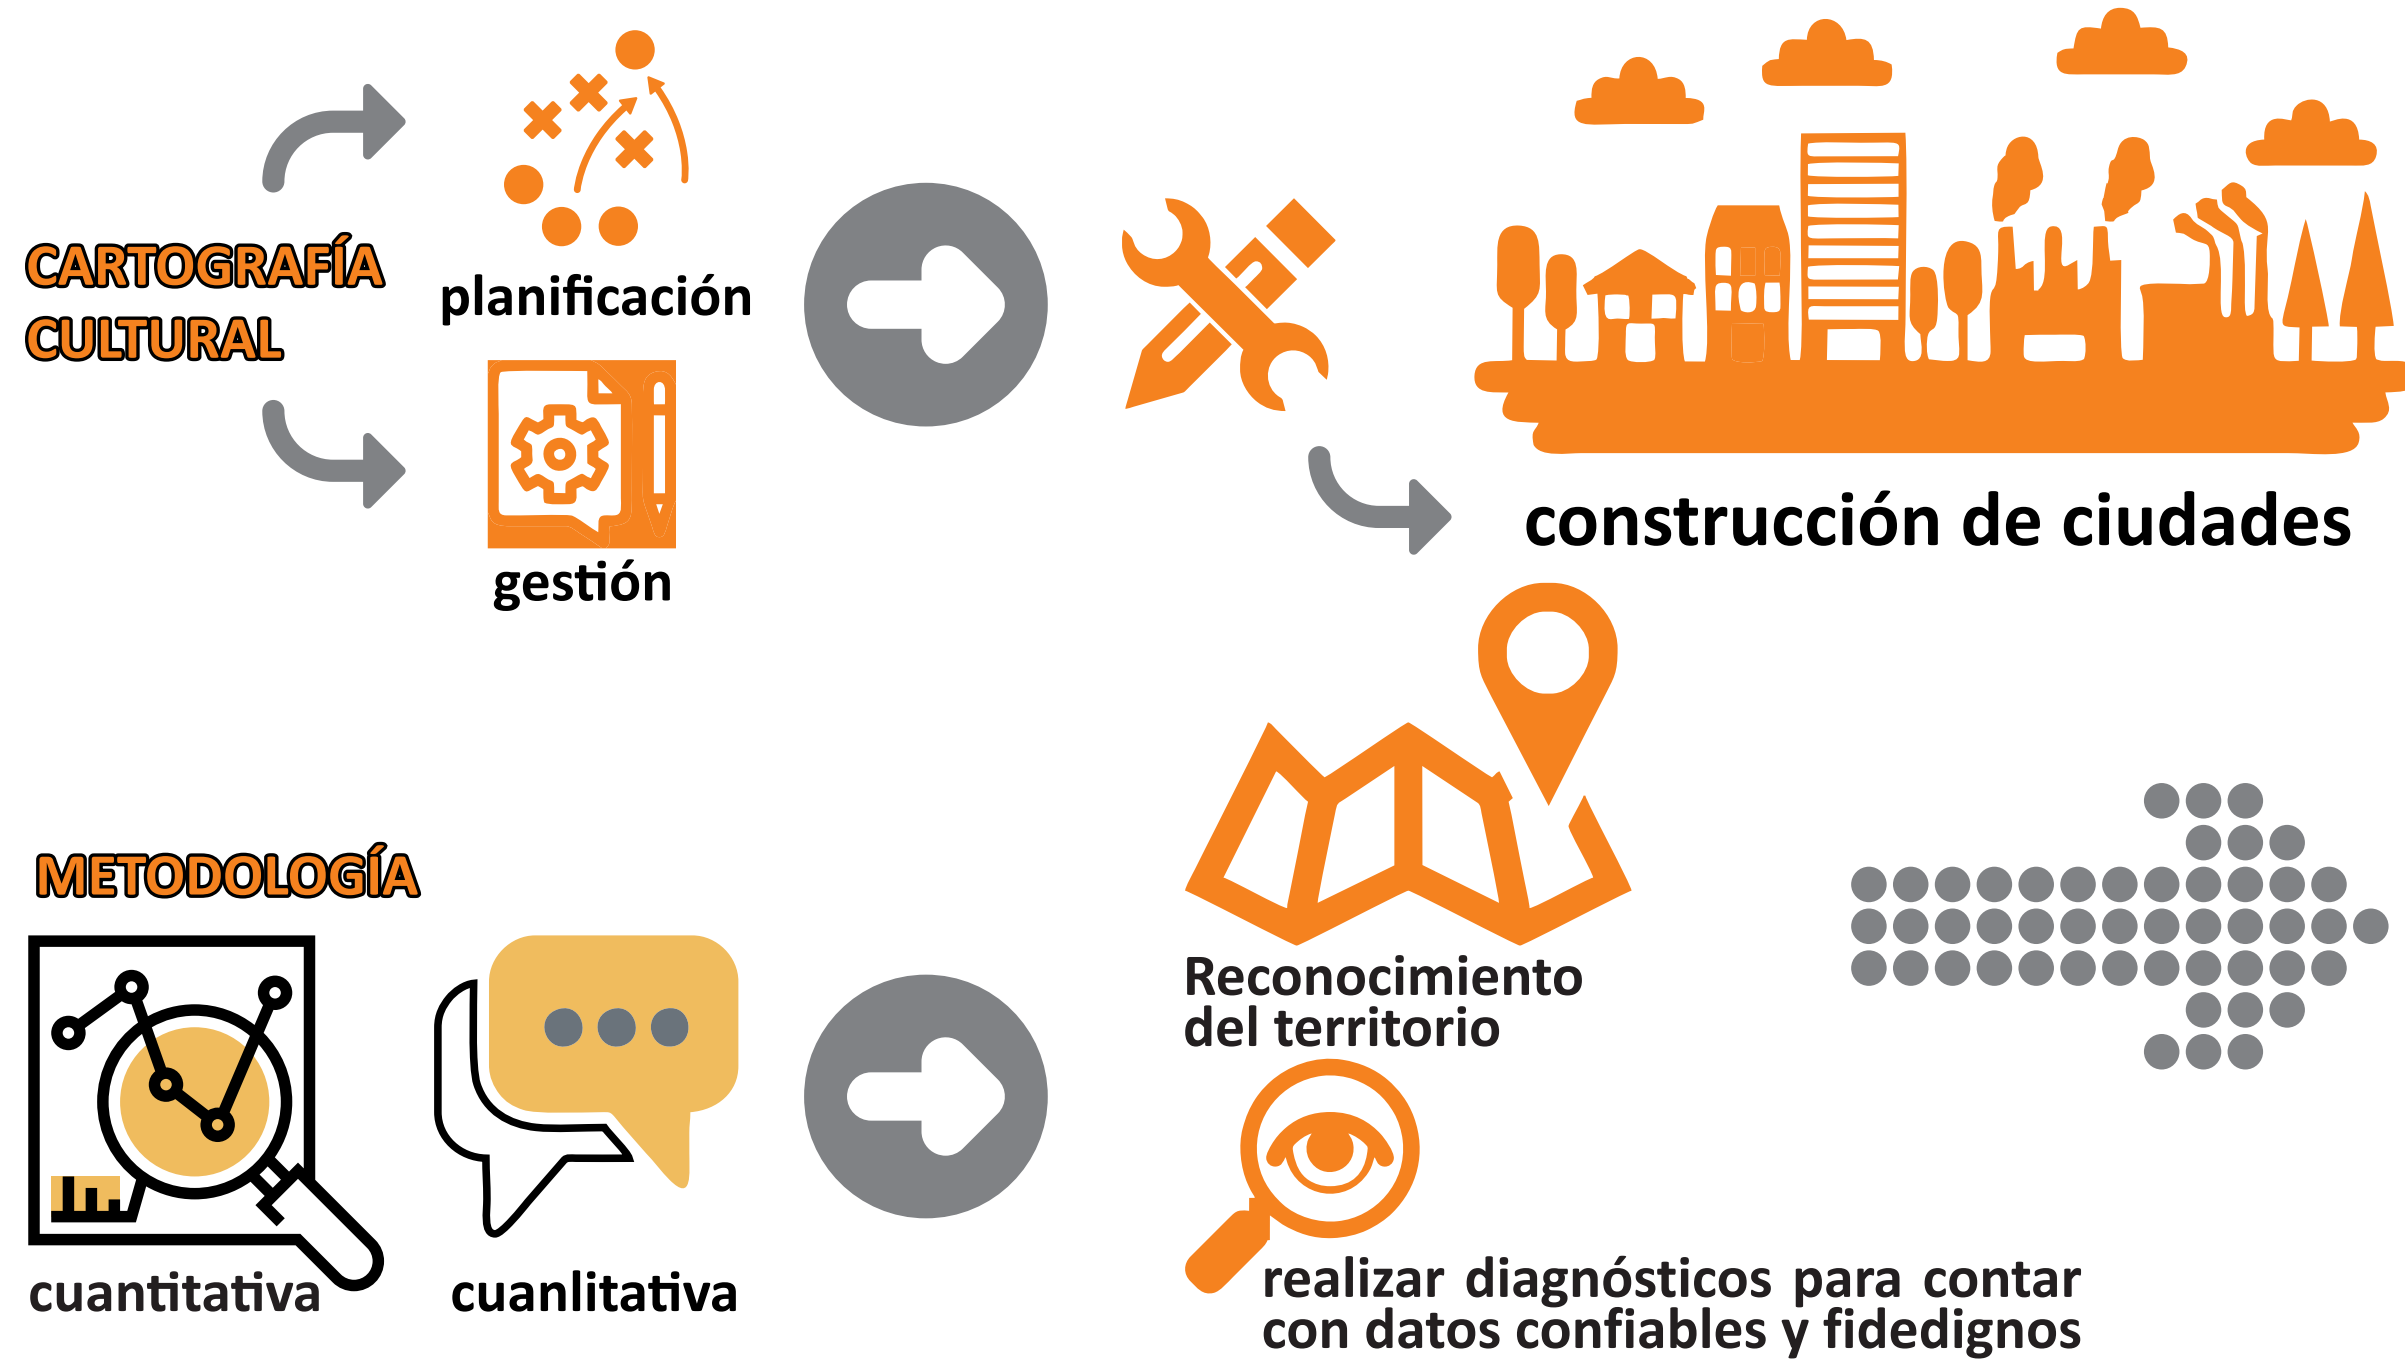 CARTOGRAFÍA
CULTURAL
planificación
gestión
construcción de ciudades
METODOLOGÍA
cuantitativa
cuanlitativa
Reconocimiento
del territorio
realizar diagnósticos para contar
con datos confiables y fidedignos